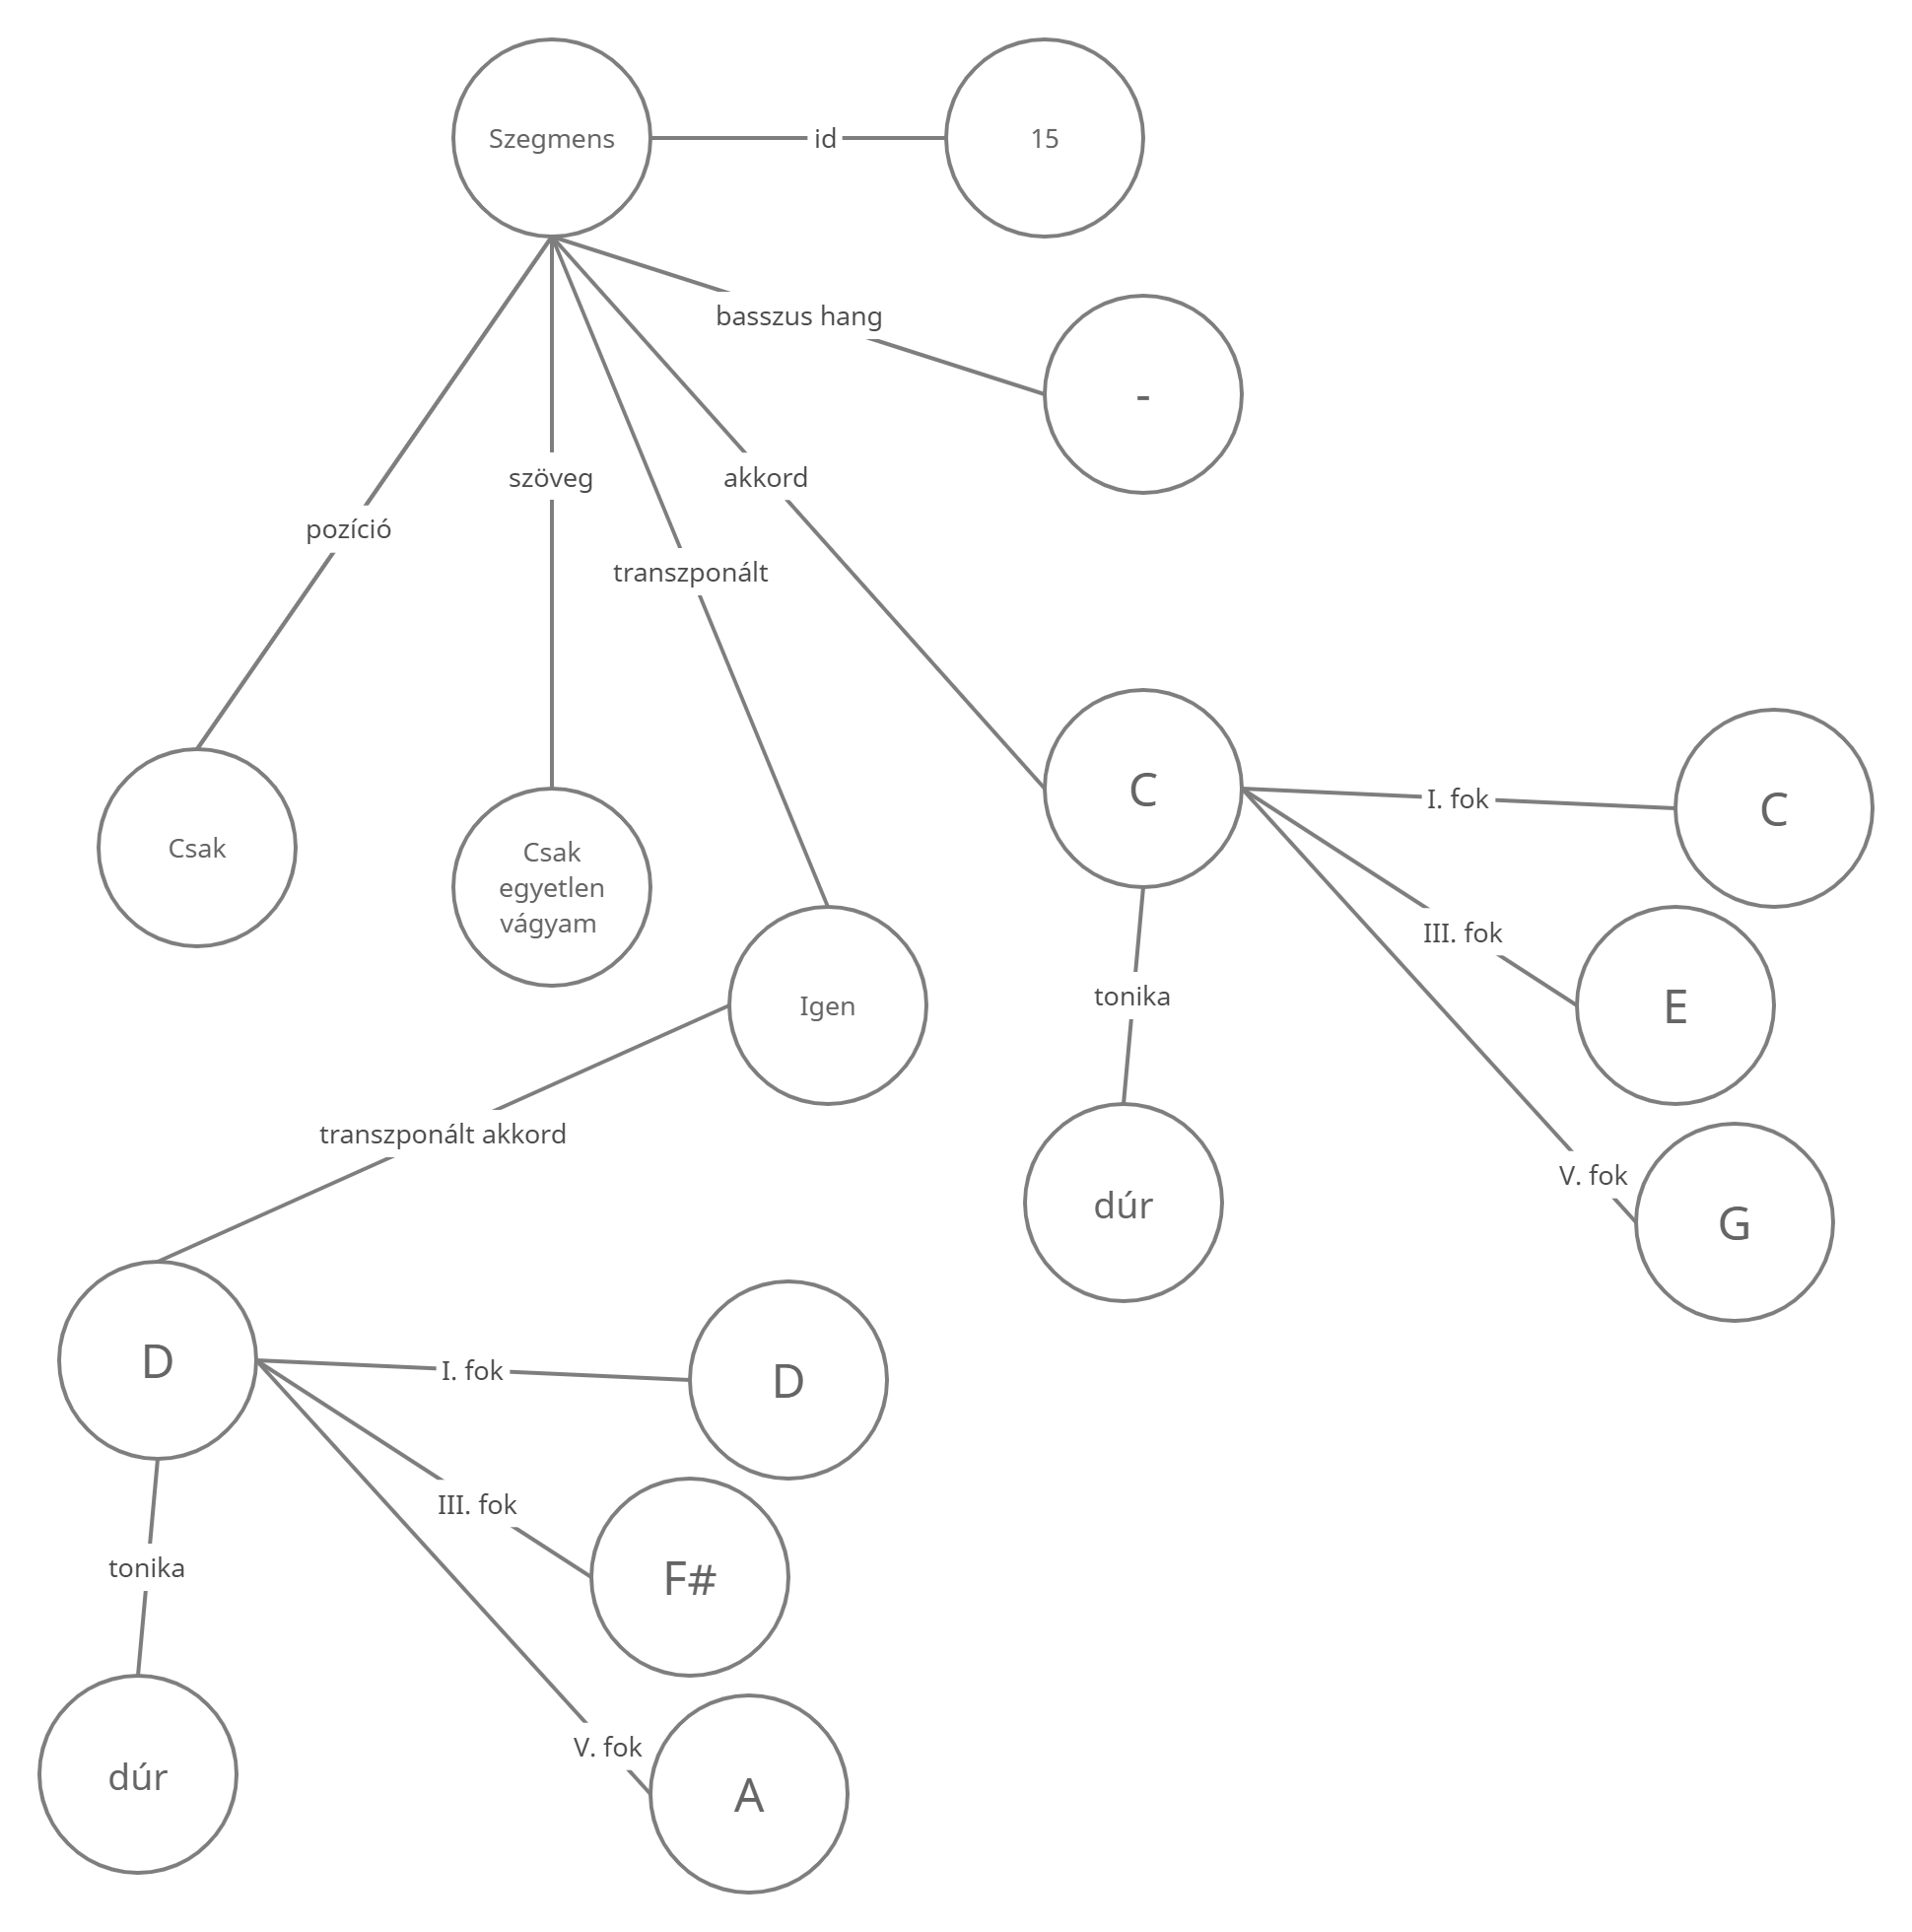 Szegmens
id
15
basszus hang
-
akkord
szöveg
pozíció
transzponált
Csak
Csak
egyetlen
vágyam
Igen
C
I. fok
C
III. fok
E
tonika
V. fok
dúr
G
transzponált akkord
D
I. fok
D
III. fok
F#
tonika
V. fok
dúr
A